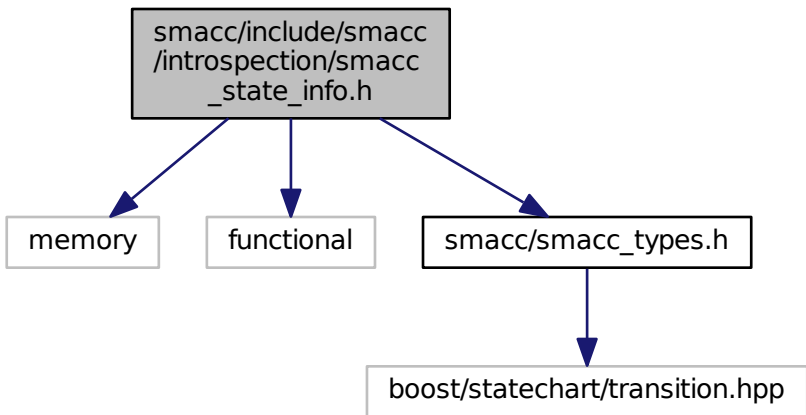 smacc/include/smacc
/introspection/smacc
_state_info.h
memory
functional
smacc/smacc_types.h
boost/statechart/transition.hpp